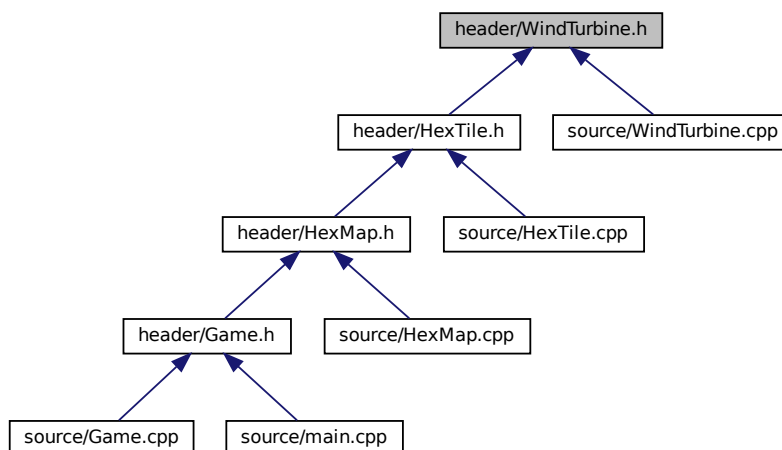 header/WindTurbine.h
header/HexTile.h
source/WindTurbine.cpp
header/HexMap.h
source/HexTile.cpp
header/Game.h
source/HexMap.cpp
source/Game.cpp
source/main.cpp